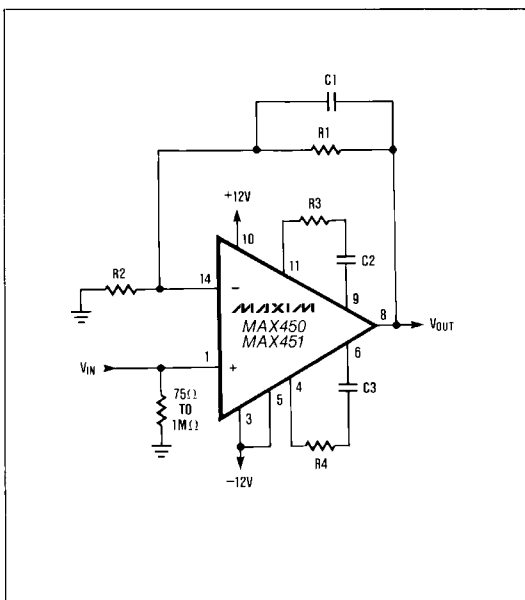 C1
R1
+12V
R3
10
11
C2
R2
14
−
9
MAXIM
MAX450
MAX451
8
VOUT
VIN
1
+
6
75Ω
TO
1MΩ
3
5
4
C3
R4
−12V